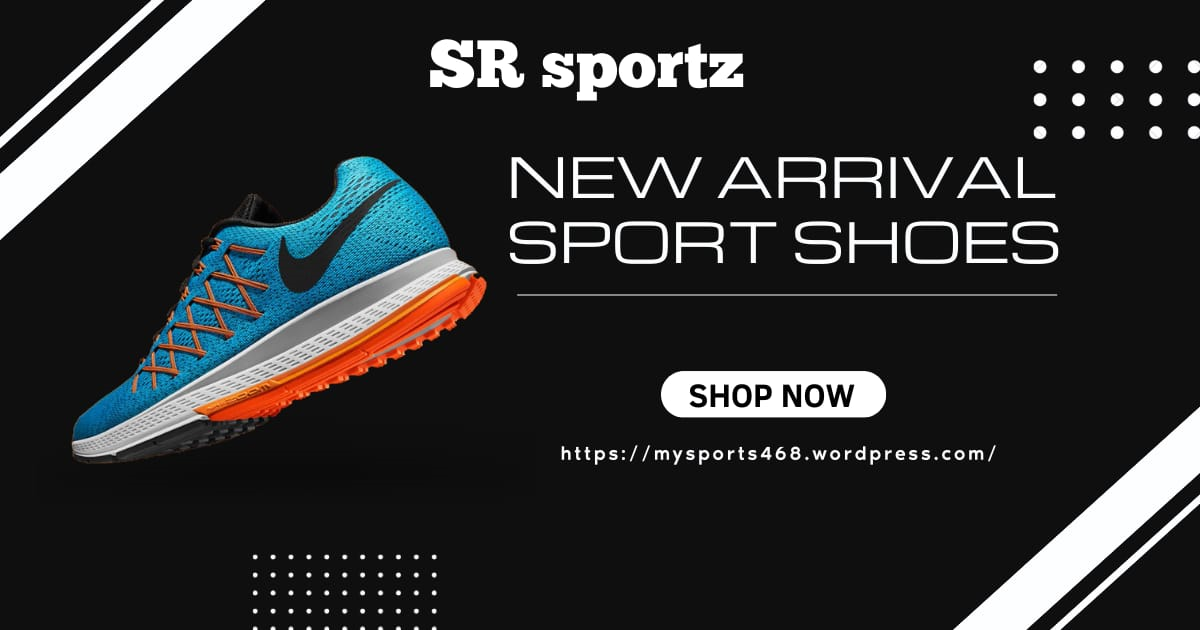 SR sportz
NEW ARRIVAL
SPORT SHOES
SHOP NOW
https://mysports468.wordpress.com/